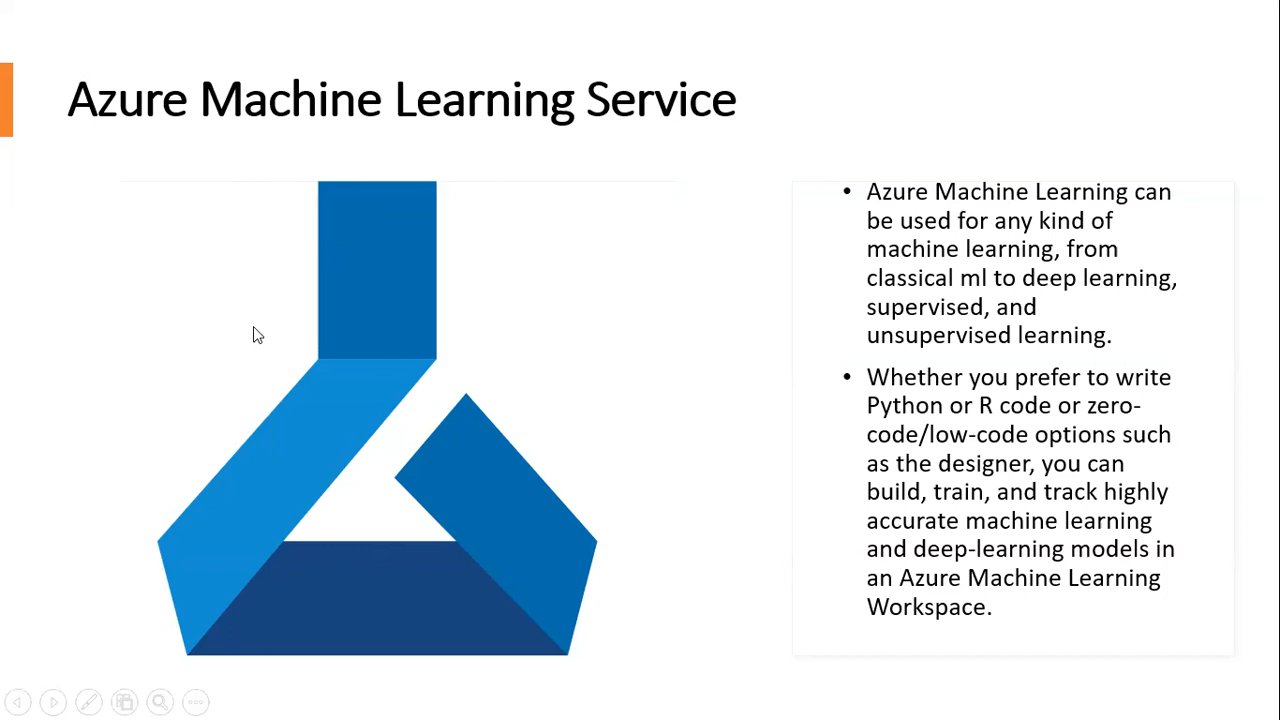 Azure Machine Learning Service
• Azure Machine Learning can
be used for any kind of
machine learning, from
classical ml to deep learning,
supervised, and
unsupervised learning.
• Whether you prefer to write
Python or R code or zero-
code/low-code options such
as the designer, you can
build, train, and track highly
accurate machine learning
and deep-learning models in
an Azure Machine Learning
Workspace.